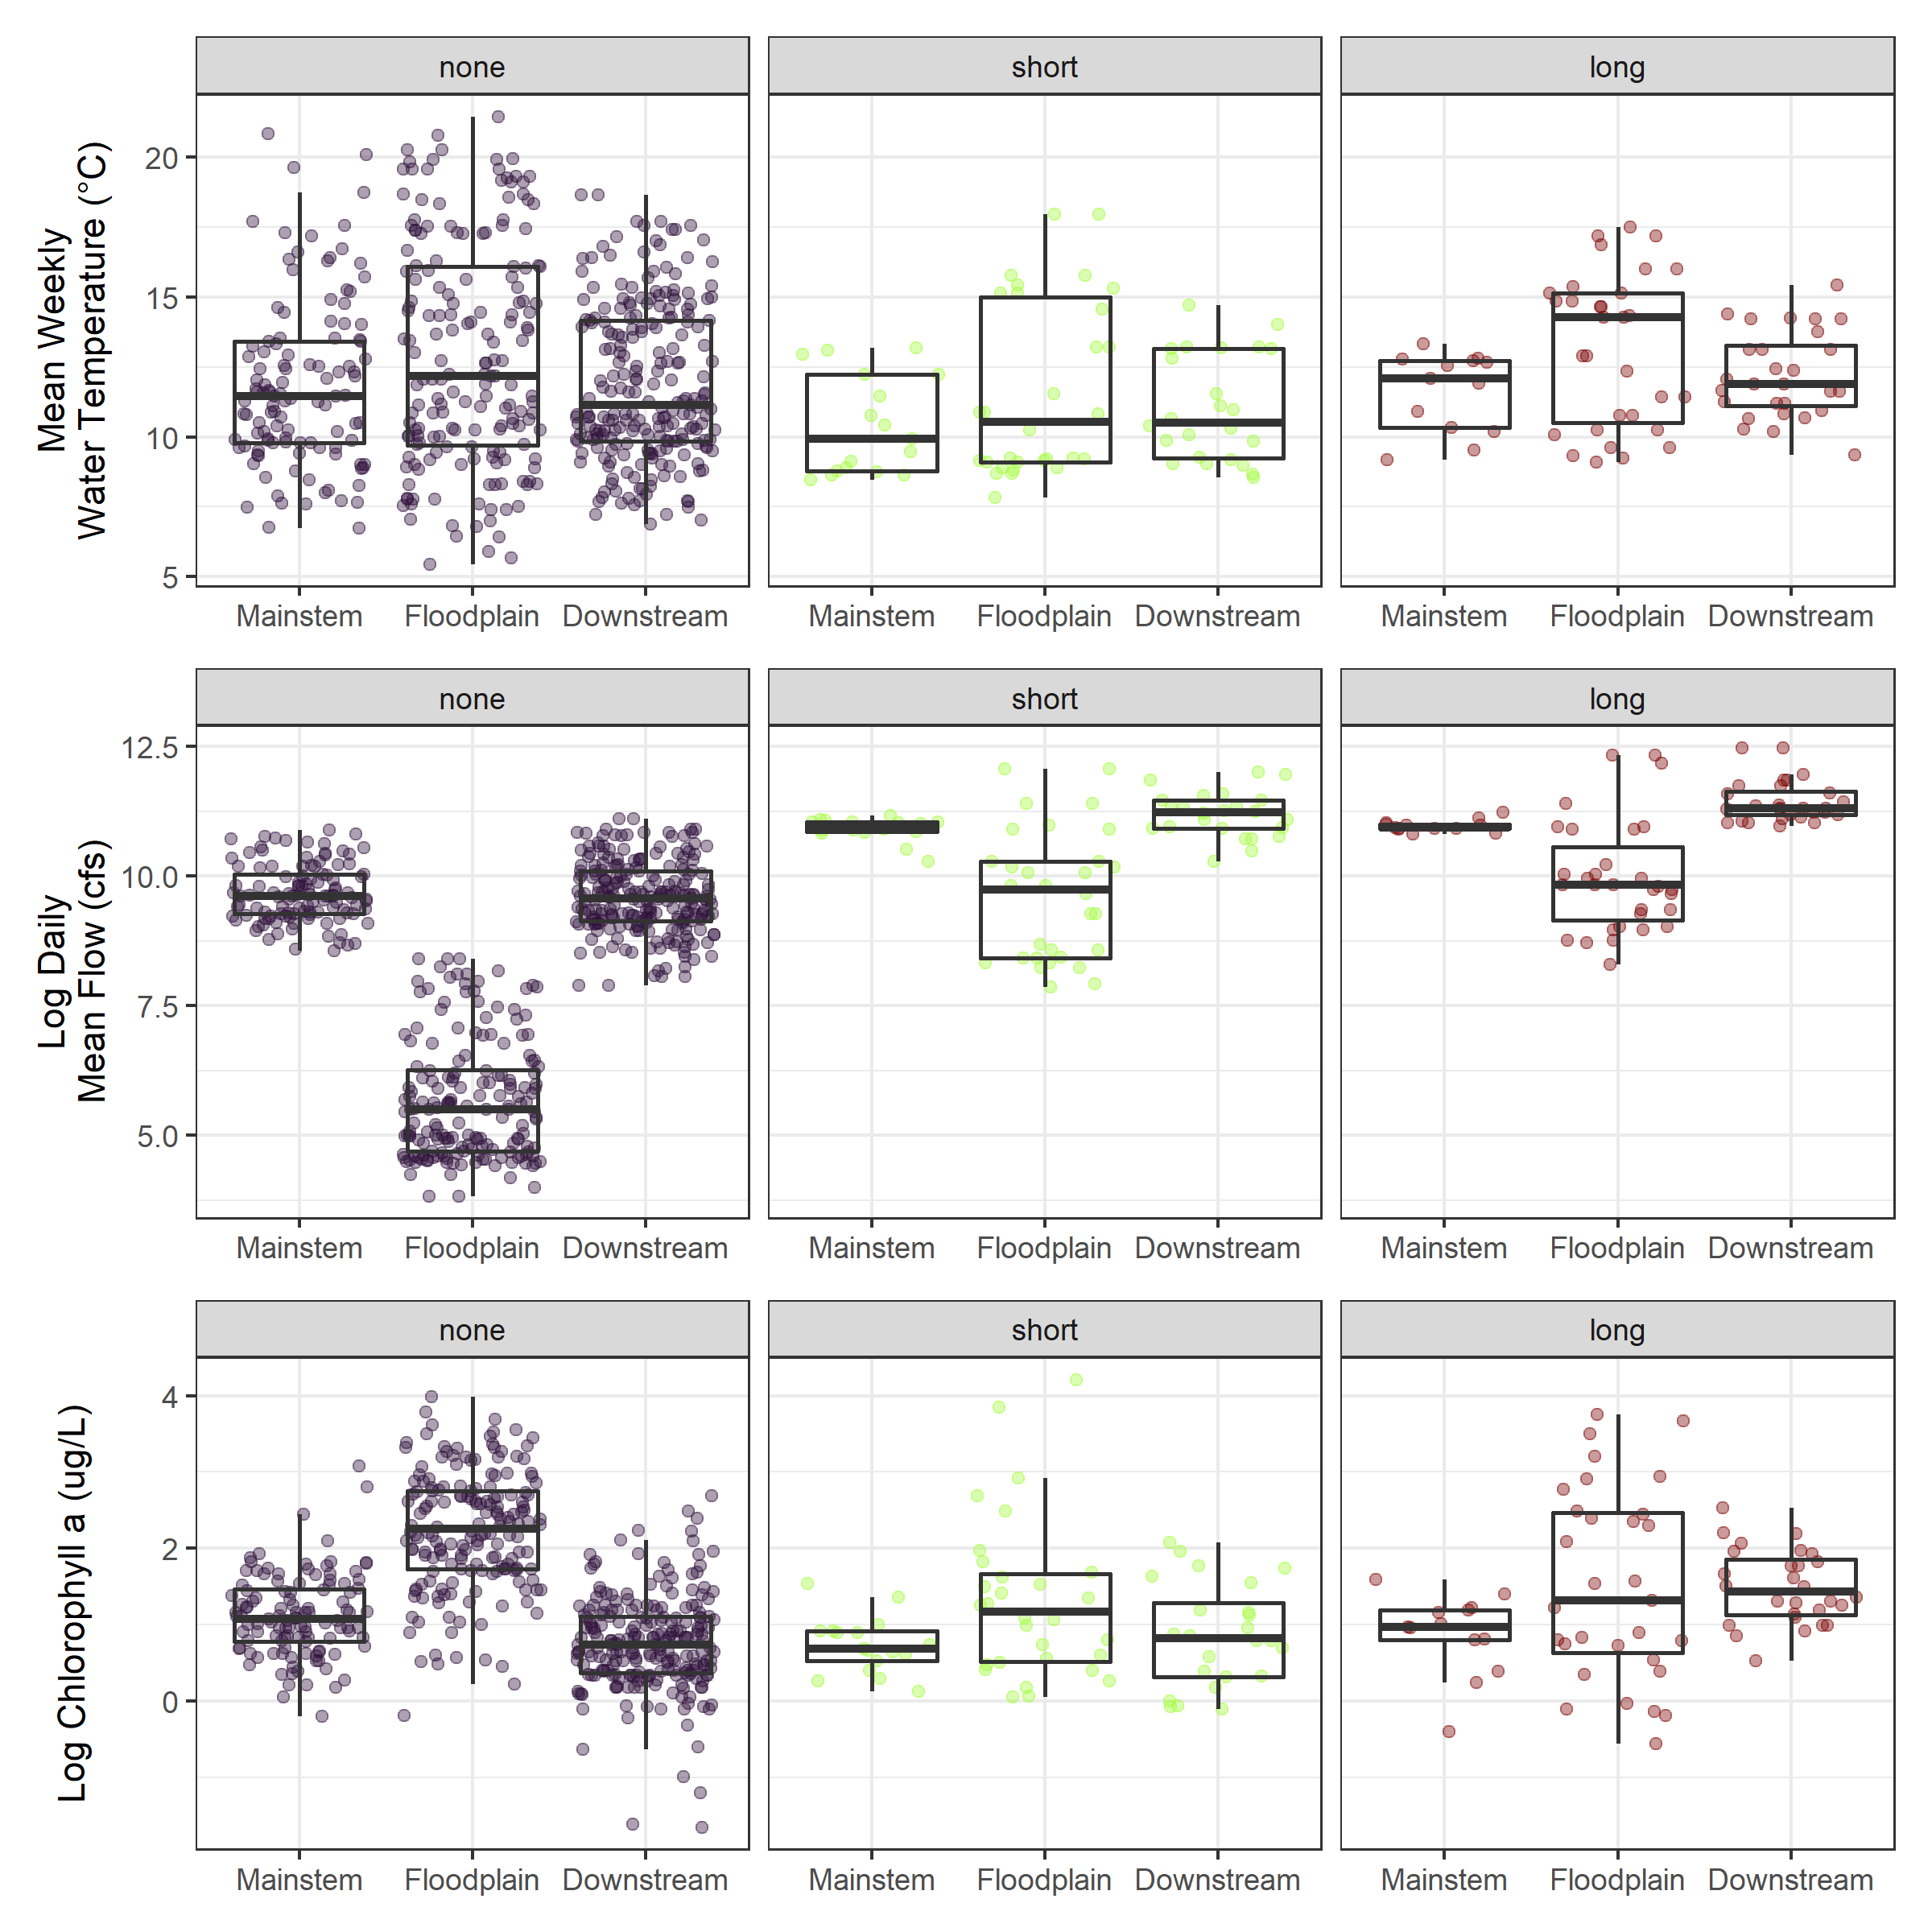 none short long
Mean Weekly
Water Temperature (°C)
20
15
10
5
Mainstem Floodplain Downstream Mainstem Floodplain Downstream Mainstem Floodplain Downstream
none short long
Log Daily
Mean Flow (cfs)
12.5
10.0
7.5
5.0
Mainstem Floodplain Downstream Mainstem Floodplain Downstream Mainstem Floodplain Downstream
none short long
Log Chlorophyll a (ug/L)
4
2
0
Mainstem Floodplain Downstream Mainstem Floodplain Downstream Mainstem Floodplain Downstream